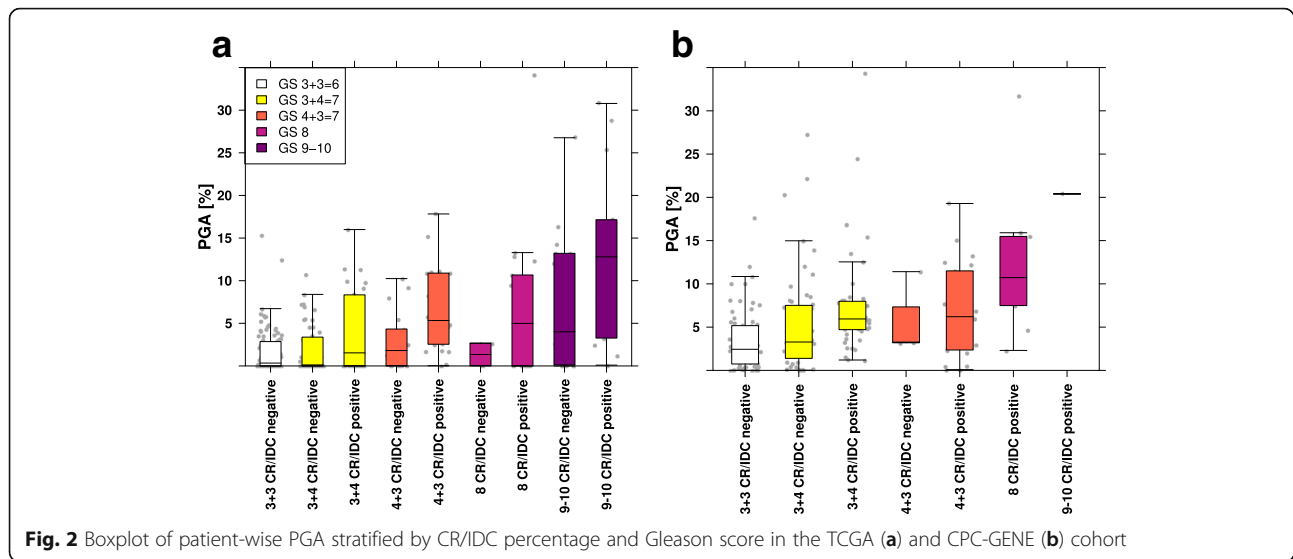 a
GS 3+3=6
GS 3+4=7
GS 4+3=7
GS 8
GS 9−10
PGA [%]
30
25
20
15
10
5
3+3 CR/IDC negative
3+4 CR/IDC negative
3+4 CR/IDC positive
4+3 CR/IDC negative
4+3 CR/IDC positive
8 CR/IDC negative
8 CR/IDC positive
9-10 CR/IDC negative
9-10 CR/IDC positive
b
PGA [%]
30
25
20
15
10
5
3+3 CR/IDC negative
3+4 CR/IDC negative
3+4 CR/IDC positive
4+3 CR/IDC negative
4+3 CR/IDC positive
8 CR/IDC positive
9-10 CR/IDC positive
Fig. 2 Boxplot of patient-wise PGA stratified by CR/IDC percentage and Gleason score in the TCGA (a) and CPC-GENE (b) cohort